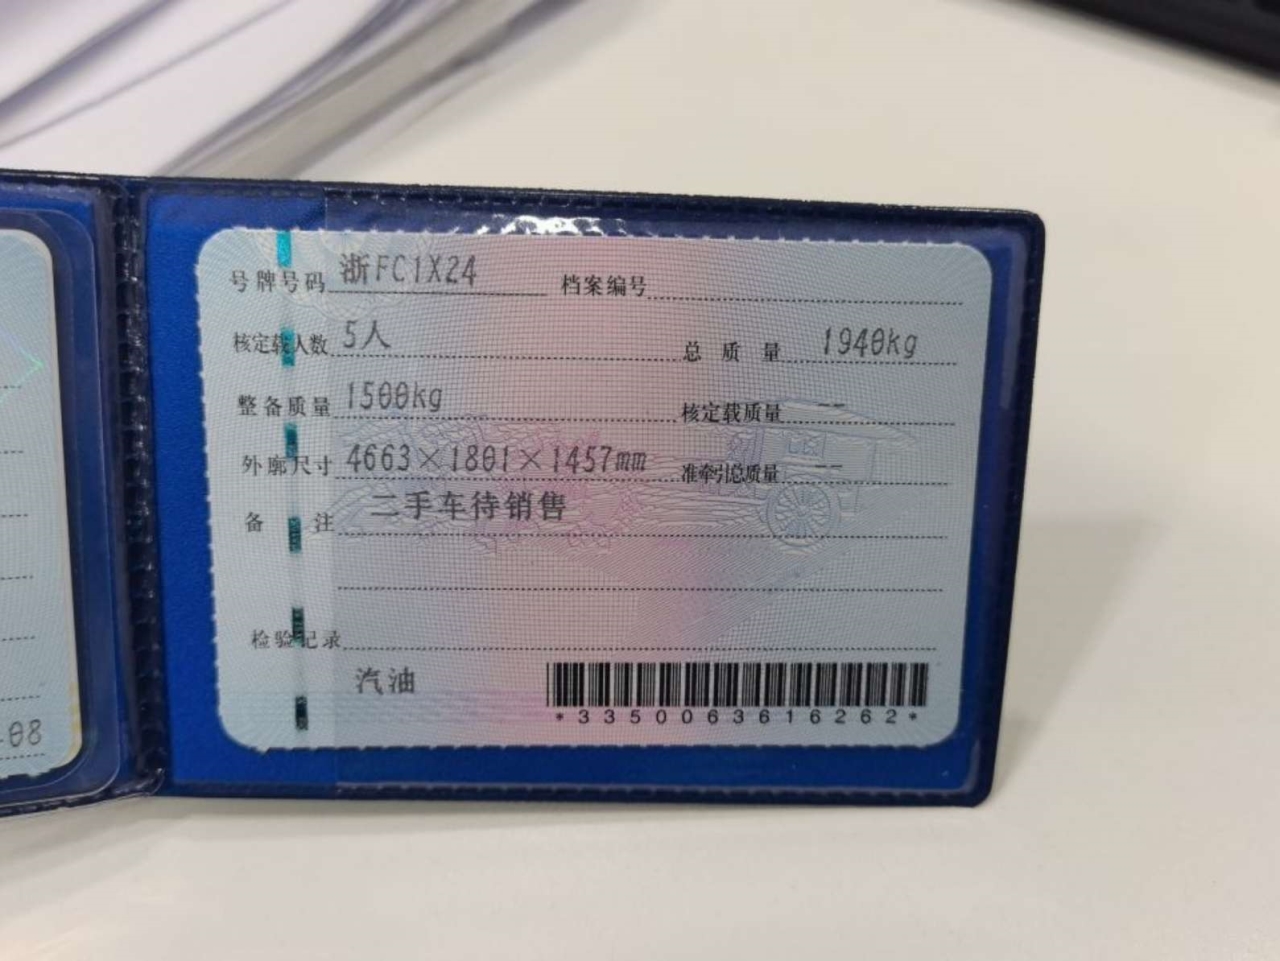 号牌号码 浙FC1X24 档案编号
核定载人数 5人 总质量 1940kg
整备质量 1500kg 核定载质量 --
外廓尺寸 4663×1801×1457mm 准牵引总质量 --
备注 二手车待销售
检验记录
汽油
*3350063616262*
-08